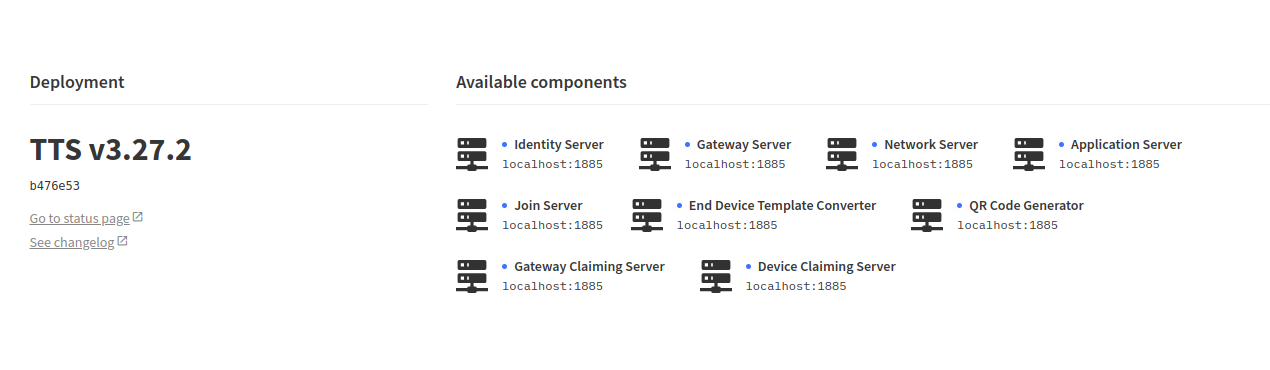 Deployment
TTS v3.27.2
b476e53
Go to status page
See changelog
Available components
Identity Server
localhost:1885
Gateway Server
localhost:1885
Network Server
localhost:1885
Application Server
localhost:1885
Join Server
localhost:1885
End Device Template Converter
localhost:1885
QR Code Generator
localhost:1885
Gateway Claiming Server
localhost:1885
Device Claiming Server
localhost:1885